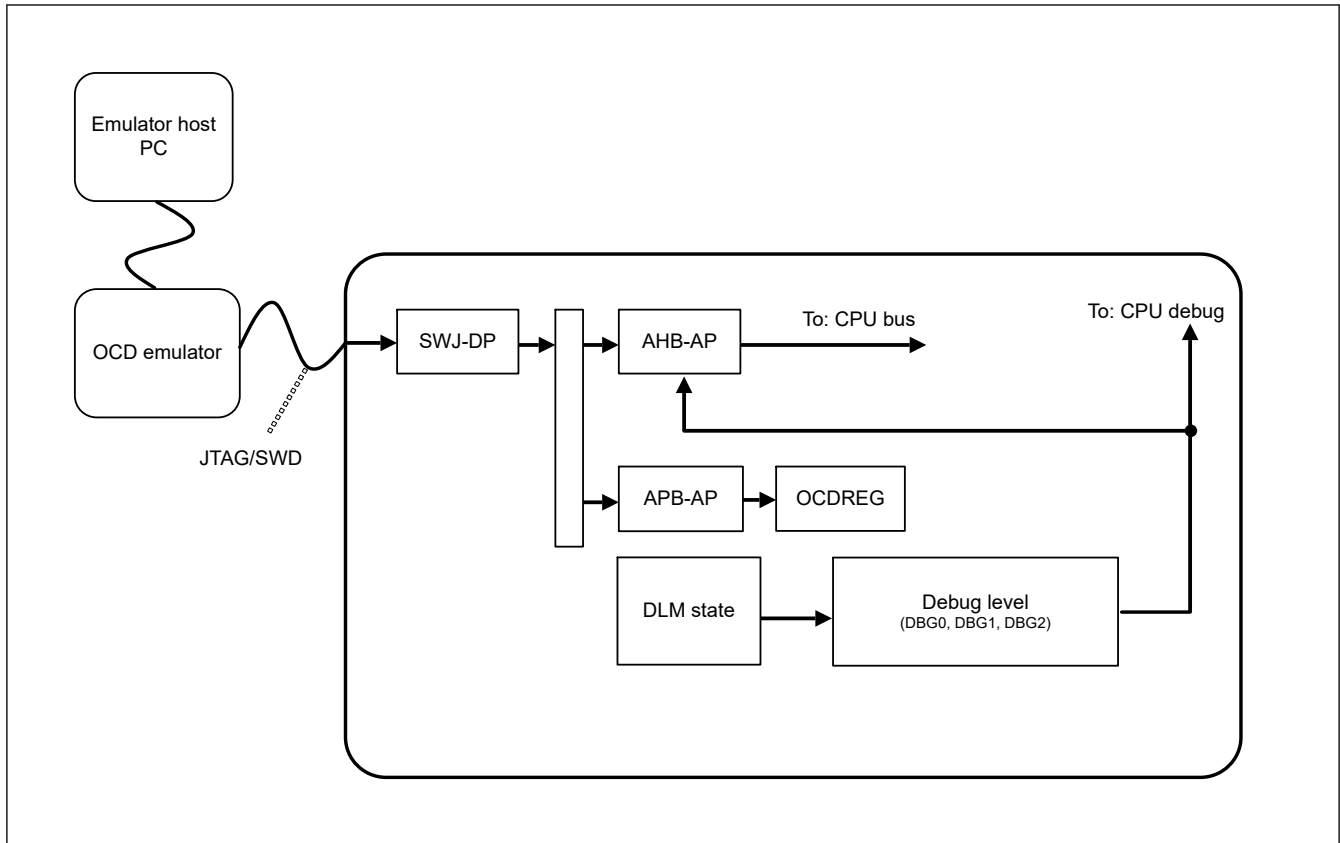 Emulator host
PC
OCD emulator
JTAG/SWD
SWJ-DP
AHB-AP
To: CPU bus
To: CPU debug
APB-AP
OCDREG
DLM state
Debug level
(DBG0, DBG1, DBG2)